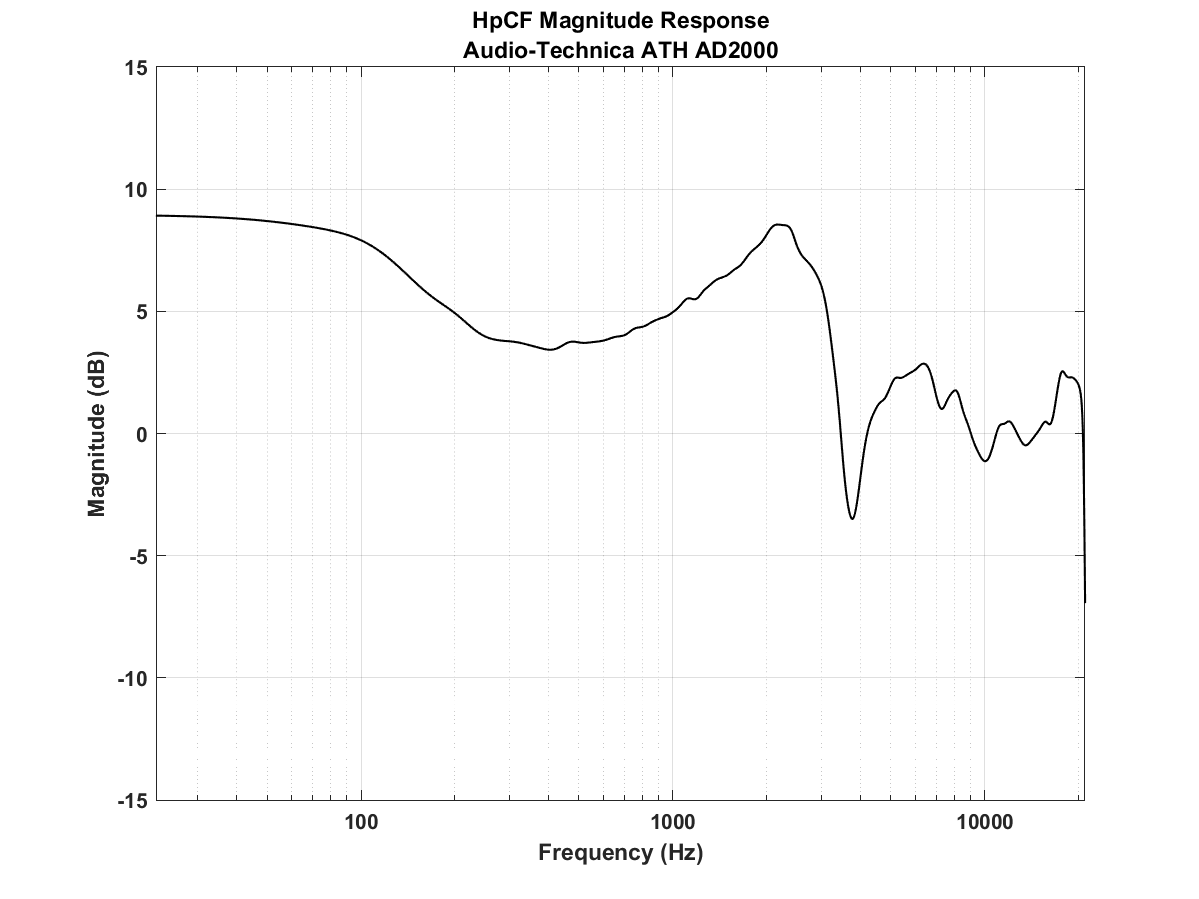 HpCF Magnitude Response
Audio-Technica ATH AD2000
15
10
5
0
-5
-10
-15
Magnitude (dB)
100
1000
10000
Frequency (Hz)